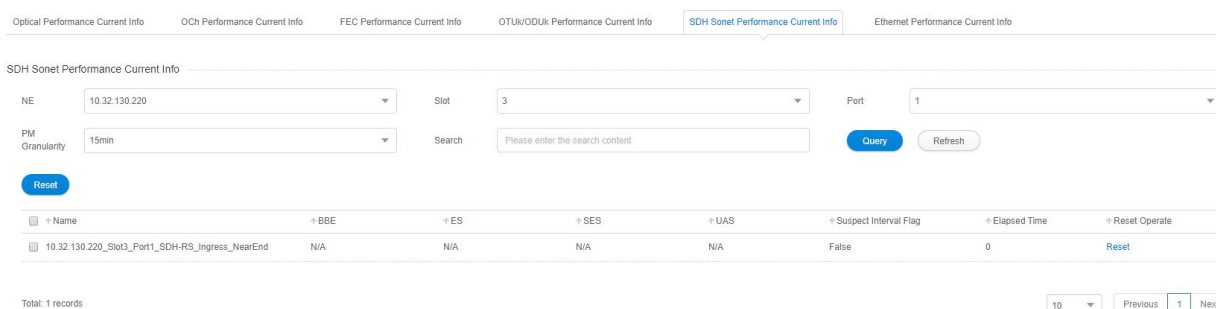 Optical Performance Current Info OCh Performance Current Info FEC Performance Current Info OTUk/ODUk Performance Current Info SDH Sonet Performance Current Info Ethernet Performance Current Info
SDH Sonet Performance Current Info
NE 10.32.130.220 Slot 3 Port 1
PM Granularity 15min Search Please enter the search content Query Refresh
Reset
Name BBE ES SES UAS Suspect Interval Flag Elapsed Time Reset Operate
10.32.130.220_Slot3_Port1_SDH-RS_Ingress_NearEnd N/A N/A N/A N/A False 0 Reset
Total: 1 records 10 Previous 1 Nex